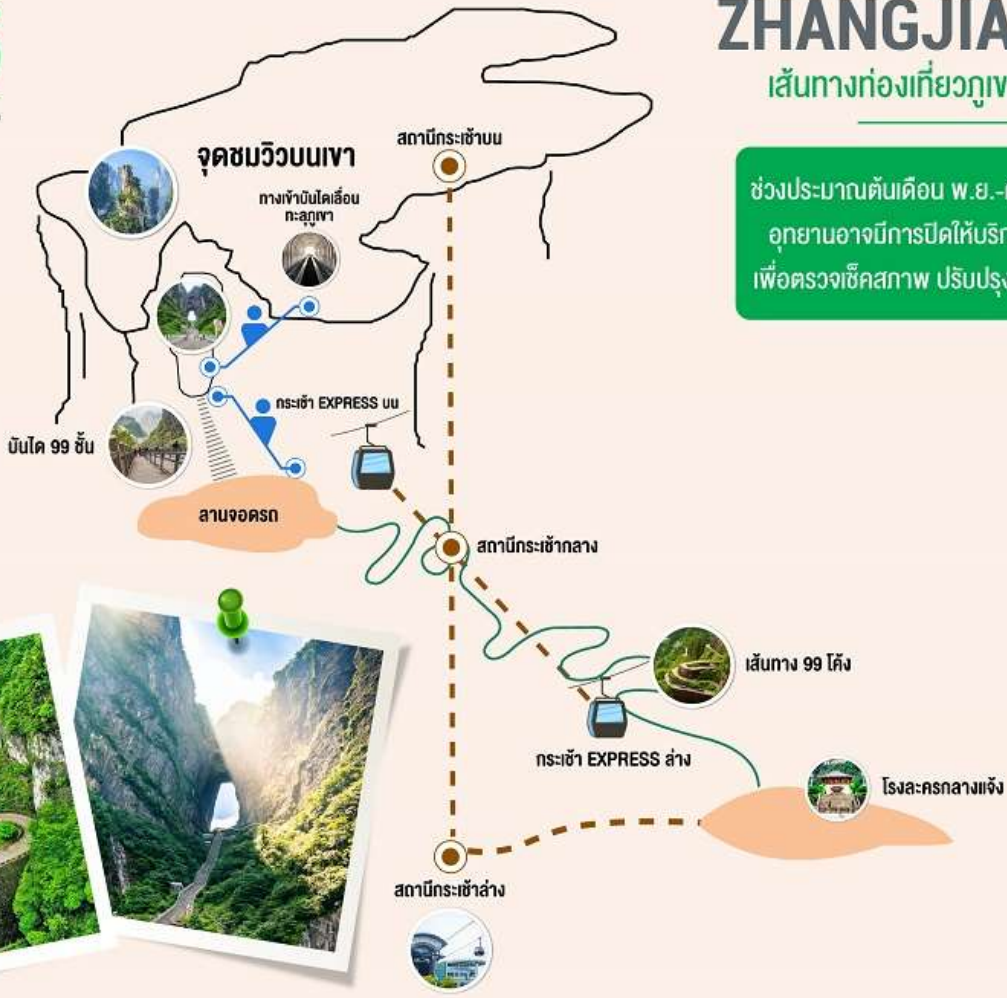 ZHANGJIA
เส้นทางท่องเที่ยวภูเข
ช่วงประมาณต้นเดือน พ.ย.-
อุทยานอาจมีการปิดให้บริก
เพื่อตรวจเช็คสภาพ ปรับปรุง
สถานีกระเช้าบน
จุดชมวิวบนเขา
ทางเข้าบันไดเลื่อน
ทะลุภูเขา
กระเช้า EXPRESS บน
บันได 99 ชั้น
ลานจอดรถ
สถานีกระเช้ากลาง
เส้นทาง 99 โค้ง
กระเช้า EXPRESS ล่าง
โรงละครกลางแจ้ง
สถานีกระเช้าล่าง